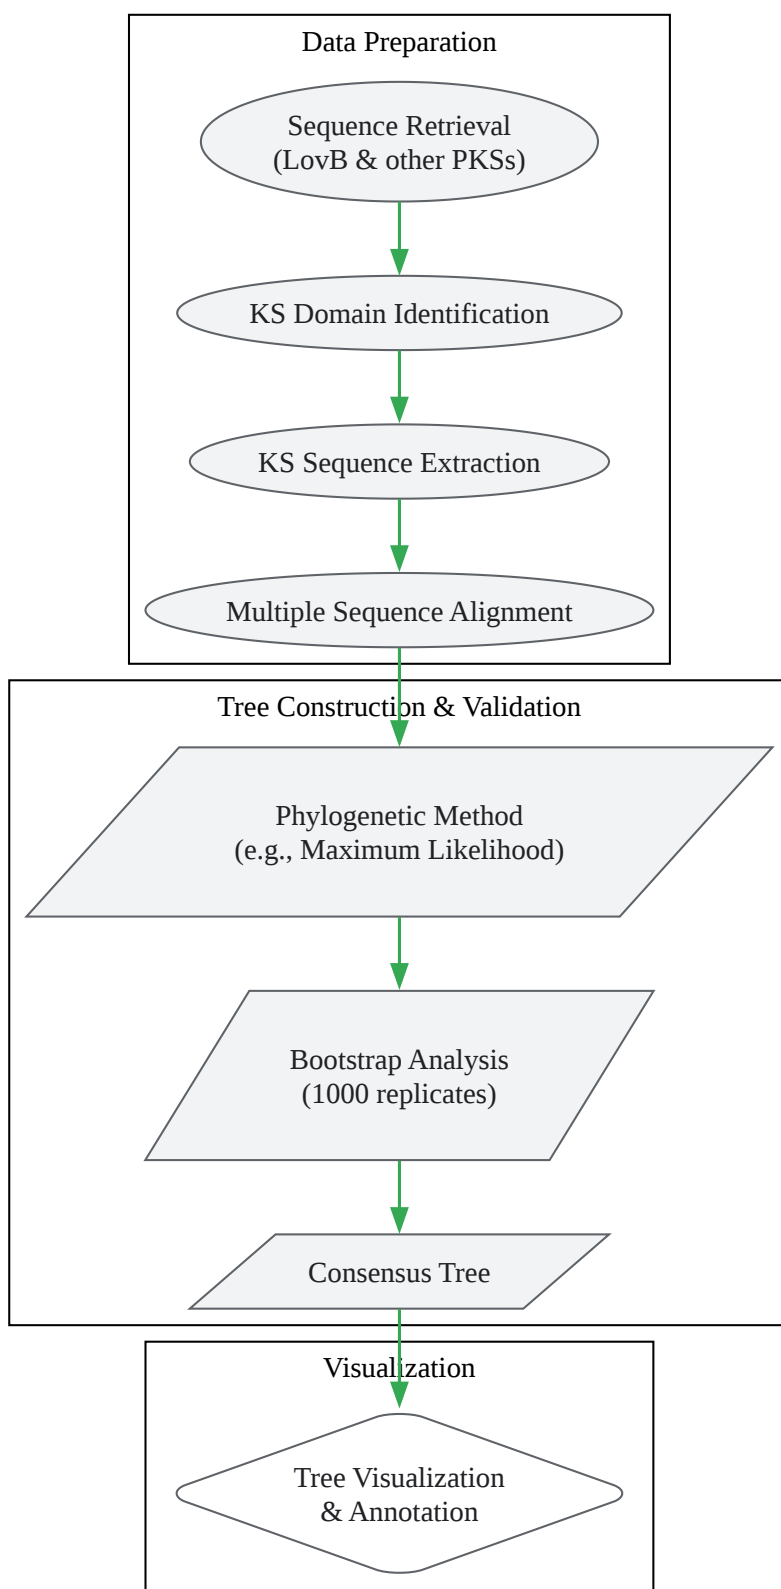 Data Preparation
Sequence Retrieval
(LovB & other PKSs)
KS Domain Identification
KS Sequence Extraction
Multiple Sequence Alignment
Tree Construction & Validation
Phylogenetic Method
(e.g., Maximum Likelihood)
Bootstrap Analysis
(1000 replicates)
Consensus Tree
Visualization
Tree Visualization
& Annotation